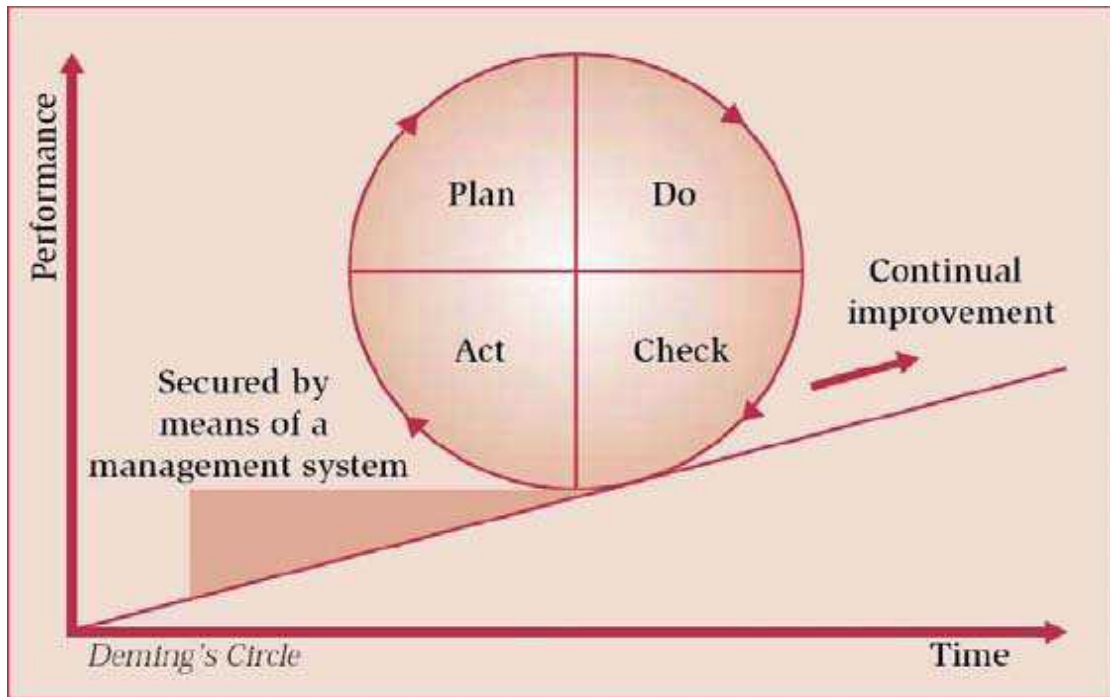 Performance
Plan
Do
Act
Check
Continual
improvement
Secured by
means of a
management system
Deming's Circle
Time